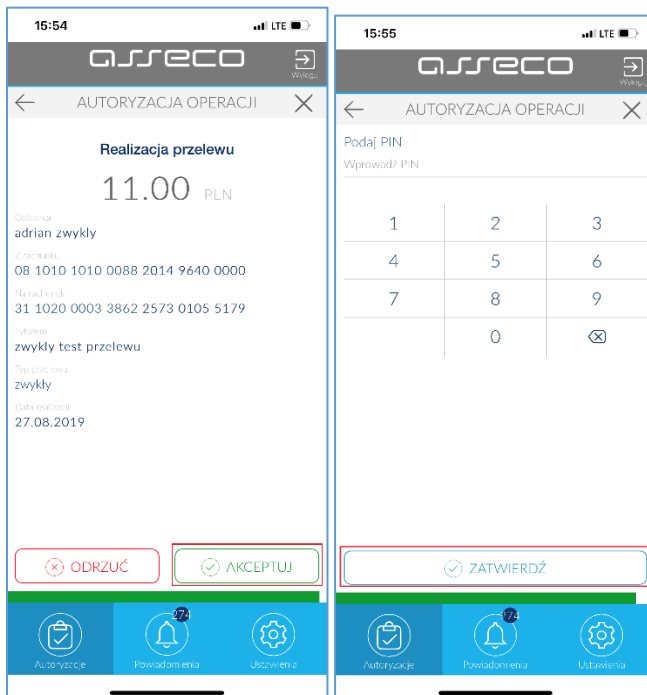 15:54
LTE
asseco
Wyloguj
AUTORYZACJA OPERACJI
Realizacja przelewu
11.00 PLN
Odbiorca
adrian zwykly
Z rachunku
08 1010 1010 0088 2014 9640 0000
Na rachunek
31 1020 0003 3862 2573 0105 5179
Tytułem
zwykly test przelewu
Typ przelewu
zwykły
Data realizacji
27.08.2019
ODRZUĆ
AKCEPTUJ
274
Autoryzacje
Powiadomienia
Ustawienia
15:55
LTE
asseco
Wyloguj
AUTORYZACJA OPERACJI
Podaj PIN
Wprowadź PIN
1 2 3
4 5 6
7 8 9
0
ZATWIERDŹ
274
Autoryzacje
Powiadomienia
Ustawienia